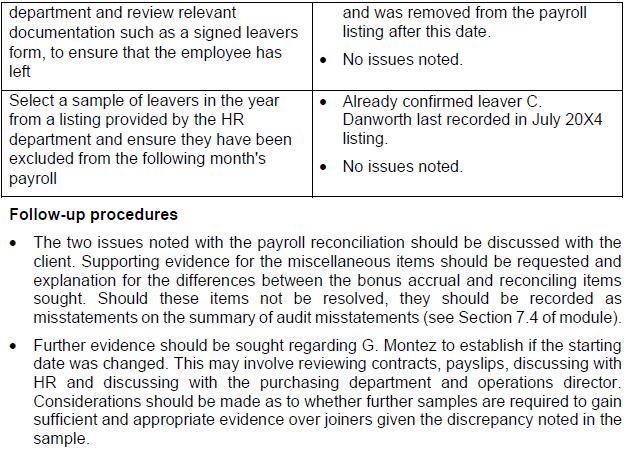 department and review relevant
documentation such as a signed leavers
form, to ensure that the employee has
left
and was removed from the payroll
listing after this date.
• No issues noted.
Select a sample of leavers in the year
from a listing provided by the HR
department and ensure they have been
excluded from the following month's
payroll
• Already confirmed leaver C.
Danworth last recorded in July 20X4
listing.
• No issues noted.
Follow-up procedures
• The two issues noted with the payroll reconciliation should be discussed with the
client. Supporting evidence for the miscellaneous items should be requested and
explanation for the differences between the bonus accrual and reconciling items
sought. Should these items not be resolved, they should be recorded as
misstatements on the summary of audit misstatements (see Section 7.4 of module).
• Further evidence should be sought regarding G. Montez to establish if the starting
date was changed. This may involve reviewing contracts, payslips, discussing with
HR and discussing with the purchasing department and operations director.
Considerations should be made as to whether further samples are required to gain
sufficient and appropriate evidence over joiners given the discrepancy noted in the
sample.